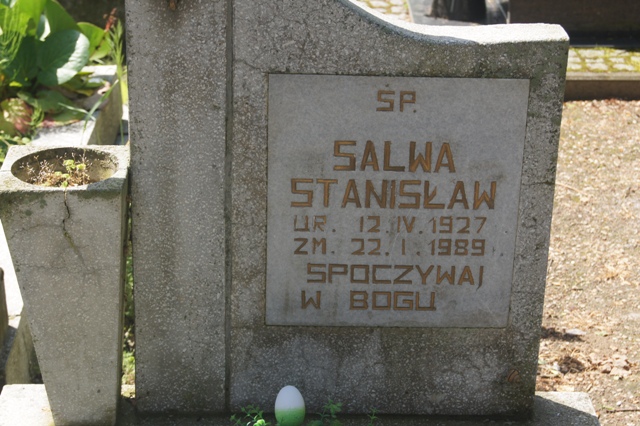 ŚP.
SALWA
STANISŁAW
UR. 12.IV.1927
ZM. 22.I.1989
SPOCZYWAJ
W BOGU